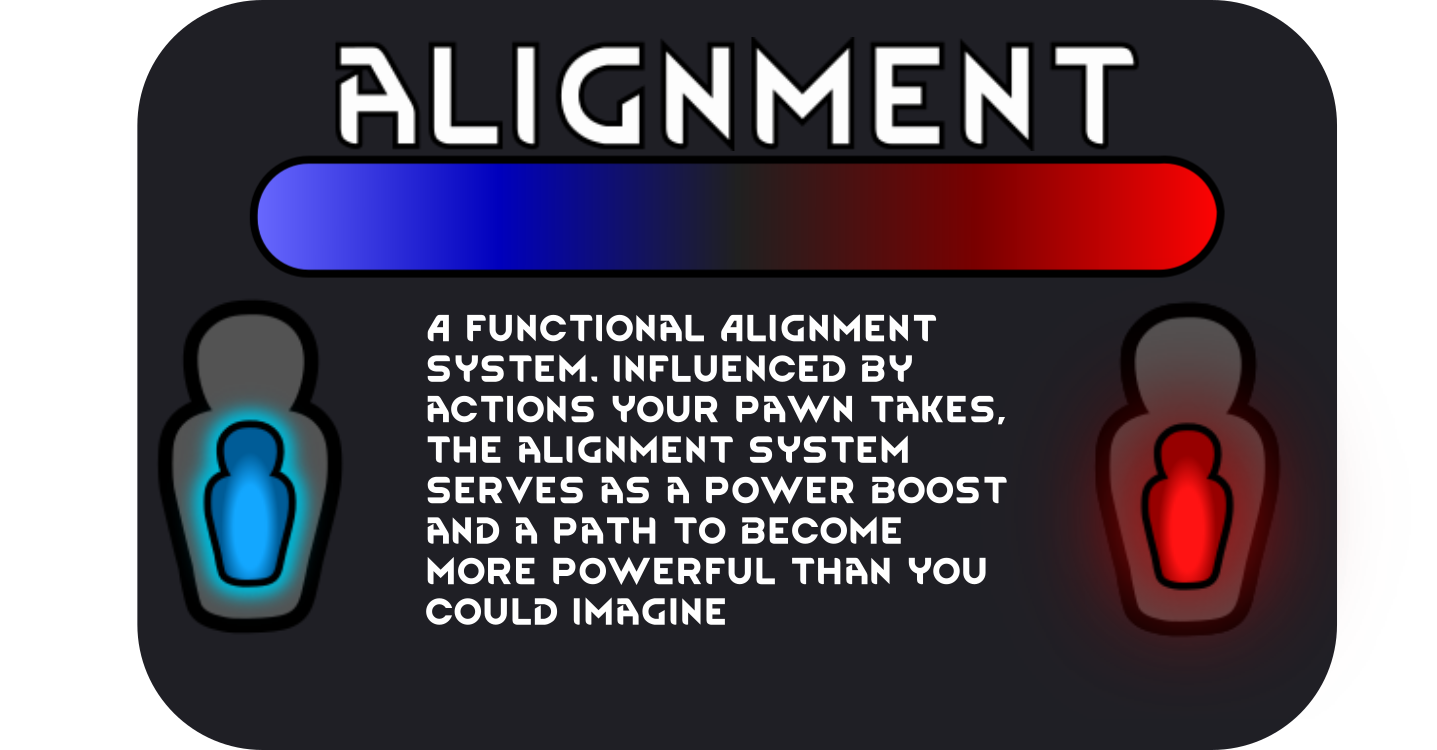 ALIGNMENT
A FUNCTIONAL ALIGNMENT
SYSTEM. INFLUENCED BY
ACTIONS YOUR PAWN TAKES,
THE ALIGNMENT SYSTEM
SERVES AS A POWER BOOST
AND A PATH TO BECOME
MORE POWERFUL THAN YOU
COULD IMAGINE